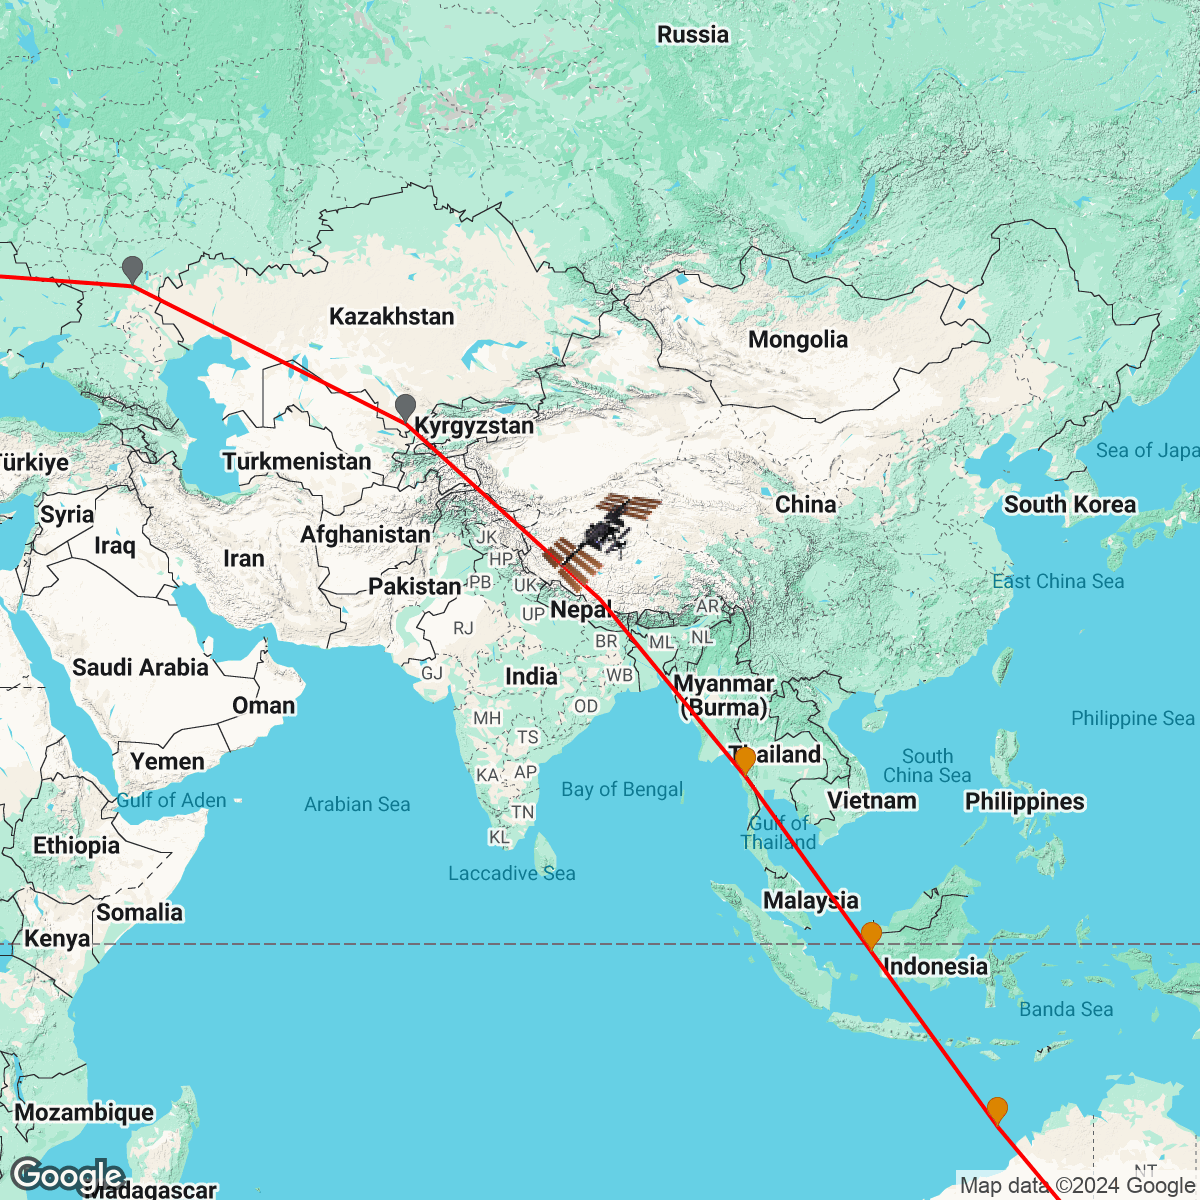 Russia
Kazakhstan
Mongolia
Kyrgyzstan
Sea of Japa
Türkiye
Turkmenistan
China
South Korea
Syria
Afghanistan
JK
Iraq
Iran
HP
Pakistan
PB
UK
East China Sea
Nepal
AR
UP
RJ
BR
ML
NL
Saudi Arabia
GJ
India
WB
Myanmar
(Burma)
Oman
OD
MH
Philippine Sea
TS
Yemen
Thailand
South
China Sea
KA
AP
Bay of Bengal
Gulf of Aden
Arabian Sea
Vietnam
Philippines
TN
Gulf of
Thailand
KL
Ethiopia
Laccadive Sea
Malaysia
Somalia
Kenya
Indonesia
Banda Sea
Mozambique
NT
Google
Madagascar
Map data ©2024 Google